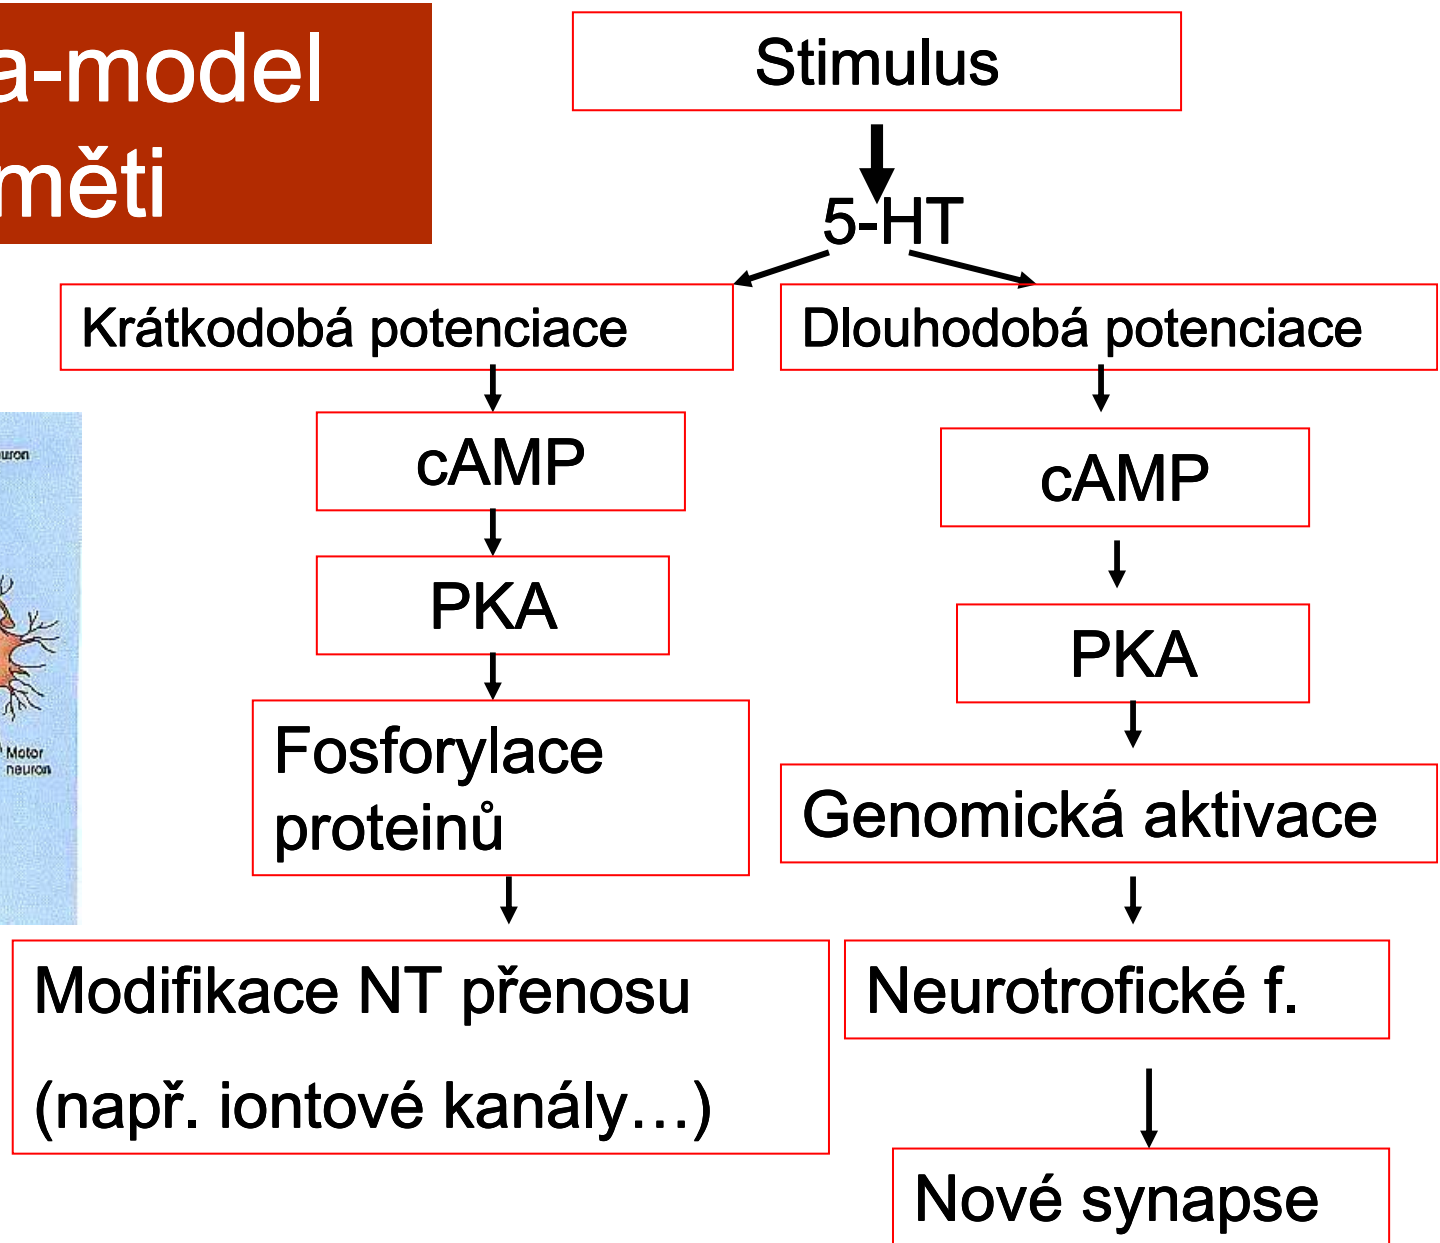 a-model
měti
Stimulus
5-HT
Krátkodobá potenciace
Dlouhodobá potenciace
cAMP
cAMP
PKA
PKA
Fosforylace
proteinů
Genomická aktivace
Motor
neuron
Modifikace NT přenosu
(např. iontové kanály...)
Neurotrofické f.
Nové synapse